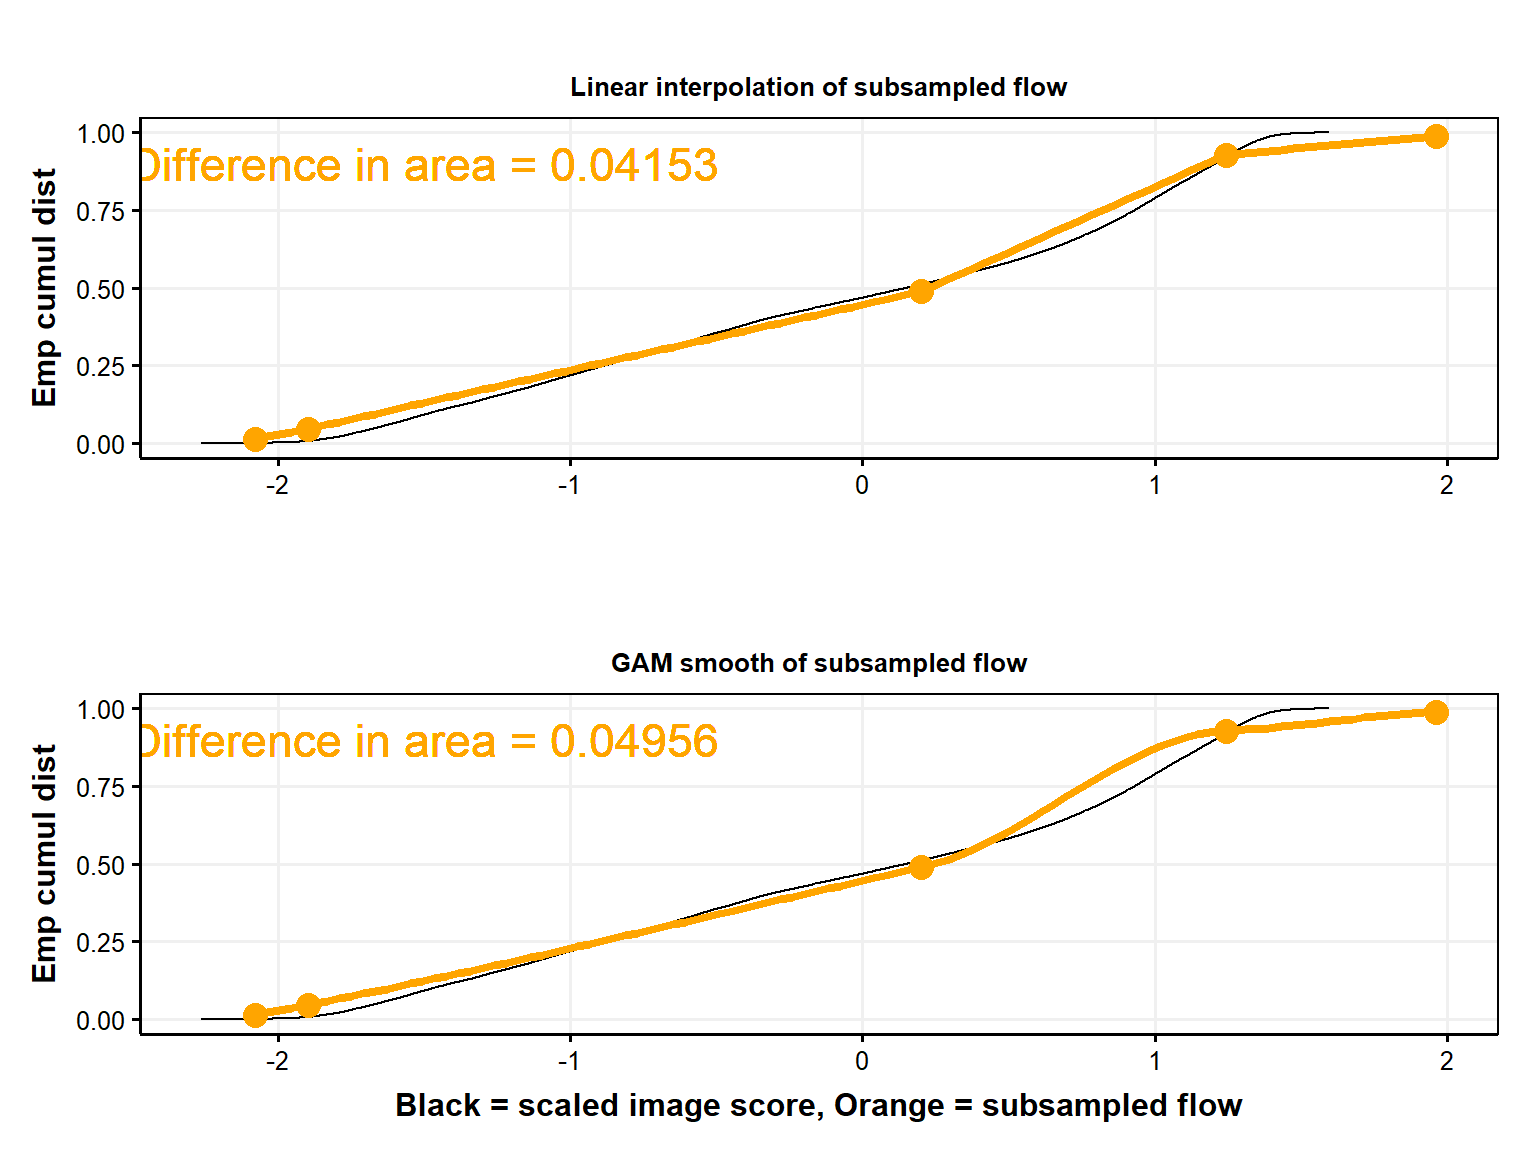 Linear interpolation of subsampled flow
Difference in area = 0.04153
Emp cumul dist
1.00
0.75
0.50
0.25
0.00
-2 -1 0 1 2
GAM smooth of subsampled flow
Difference in area = 0.04956
Emp cumul dist
1.00
0.75
0.50
0.25
0.00
-2 -1 0 1 2
Black = scaled image score, Orange = subsampled flow